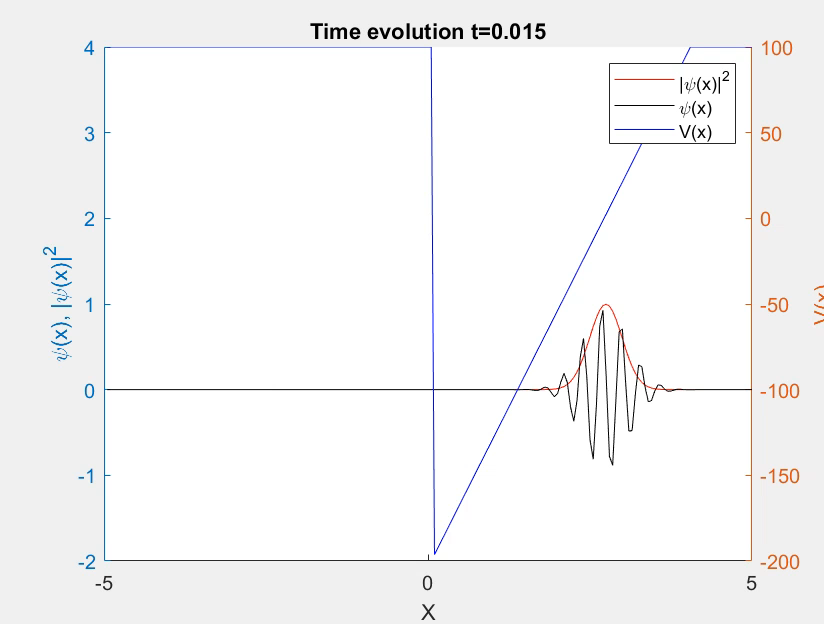 Time evolution t=0.015
4
3
2
1
0
-1
-2
ψ(x), |ψ(x)|²
100
50
0
-50
-100
-150
-200
V(x)
|ψ(x)|²
ψ(x)
V(x)
-5
0
5
X